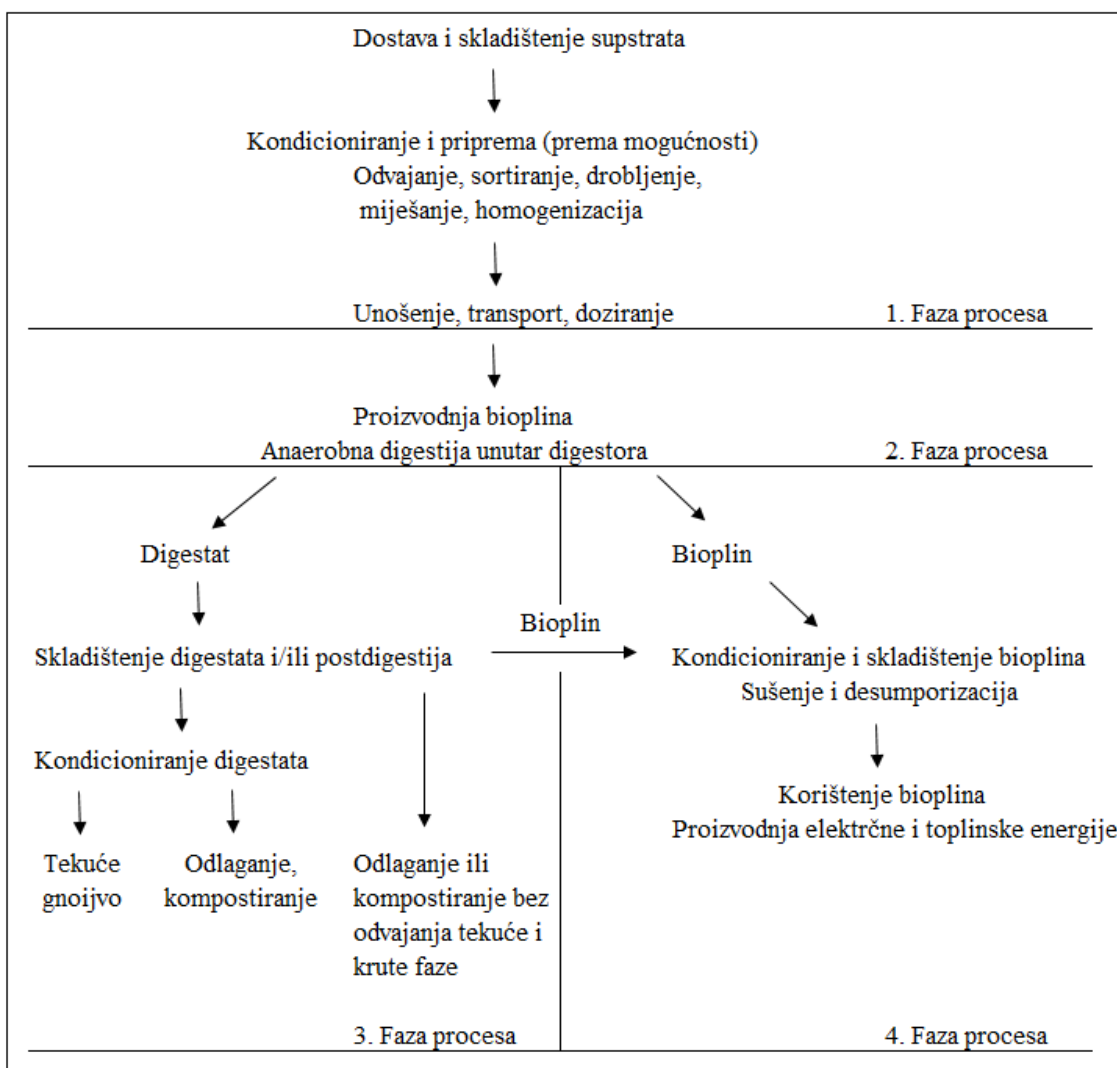 Dostava i skladištenje supstrata
Kondicioniranje i priprema (prema mogućnosti)
Odvajanje, sortiranje, drobljenje,
miješanje, homogenizacija
Unošenje, transport, doziranje
1. Faza procesa
Proizvodnja bioplina
Anaerobna digestija unutar digestora
2. Faza procesa
Digestat
Skladištenje digestata i/ili postdigestija
Kondicioniranje digestata
Tekuće
gnoijvo
Odlaganje,
kompostiranje
Odlaganje ili
kompostiranje bez
odvajanja tekuće i
krute faze
3. Faza procesa
Bioplin
Bioplin
Kondicioniranje i skladištenje bioplina
Sušenje i desumporizacija
Korištenje bioplina
Proizvodnja elektrčne i toplinske energije
4. Faza procesa